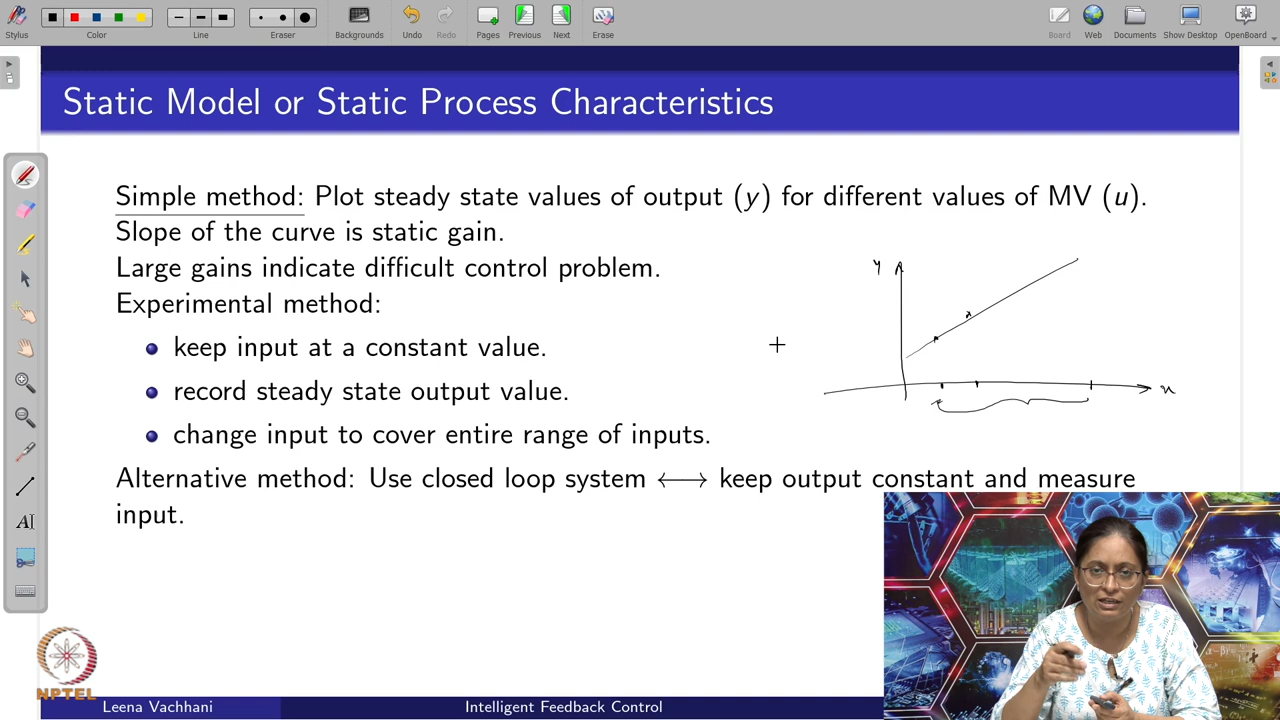 Stylus
Color
Line
Eraser
Backgrounds
Undo
Redo
Pages
Previous
Next
Erase
Board
Web
Documents
Show Desktop
OpenBoard
Static Model or Static Process Characteristics
Simple method: Plot steady state values of output (y) for different values of MV (u).
Slope of the curve is static gain.
Large gains indicate difficult control problem.
Experimental method:
keep input at a constant value.
record steady state output value.
change input to cover entire range of inputs.
Alternative method: Use closed loop system ⟷ keep output constant and measure
input.
y
u
AI
NPTEL
Leena Vachhani
Intelligent Feedback Control